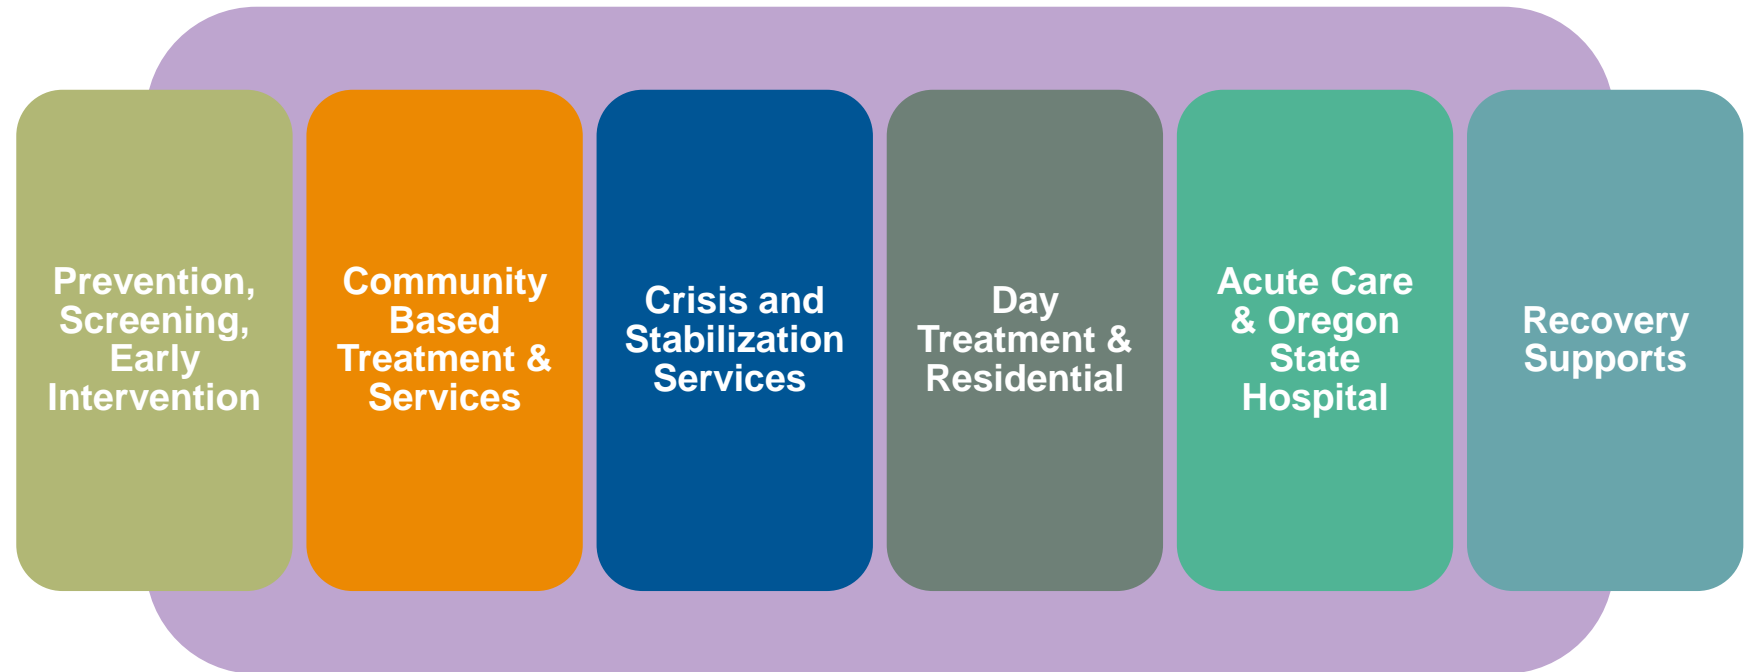 Prevention,
Screening,
Early
Intervention
Community
Based
Treatment &
Services
Crisis and
Stabilization
Services
Day
Treatment &
Residential
Acute Care
& Oregon
State
Hospital
Recovery
Supports